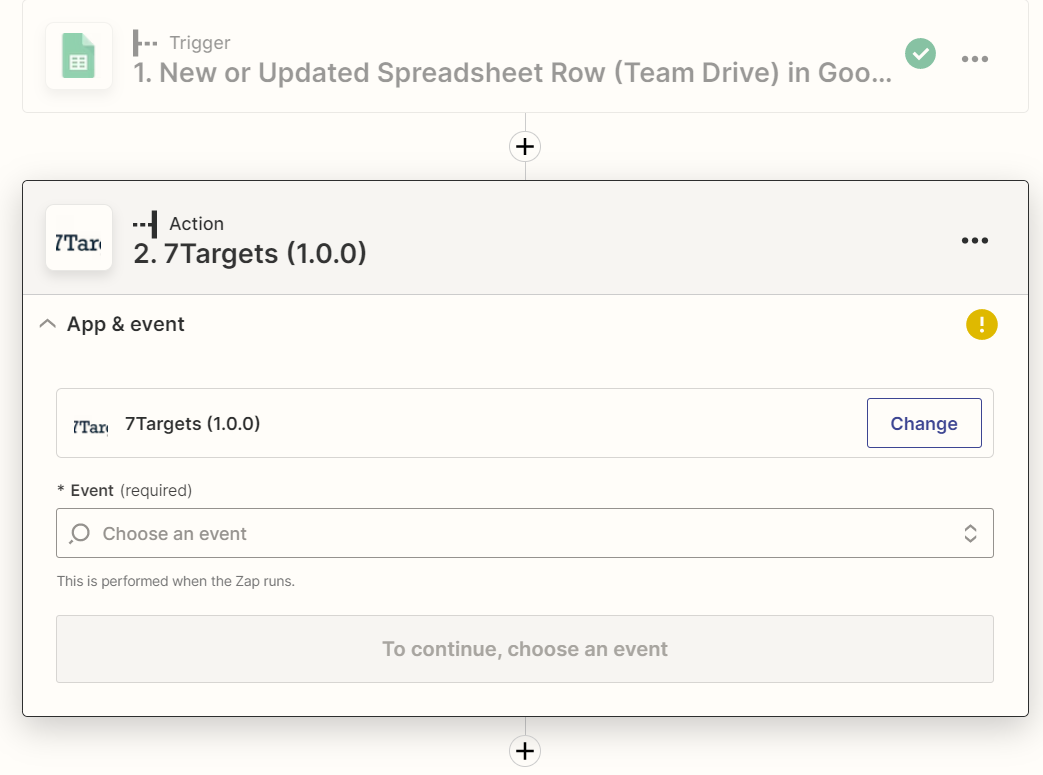 Trigger
1. New or Updated Spreadsheet Row (Team Drive) in Goo...
7Tar
Action
2. 7Targets (1.0.0)
App & event
7Tar
7Targets (1.0.0)
Change
* Event (required)
Choose an event
This is performed when the Zap runs.
To continue, choose an event